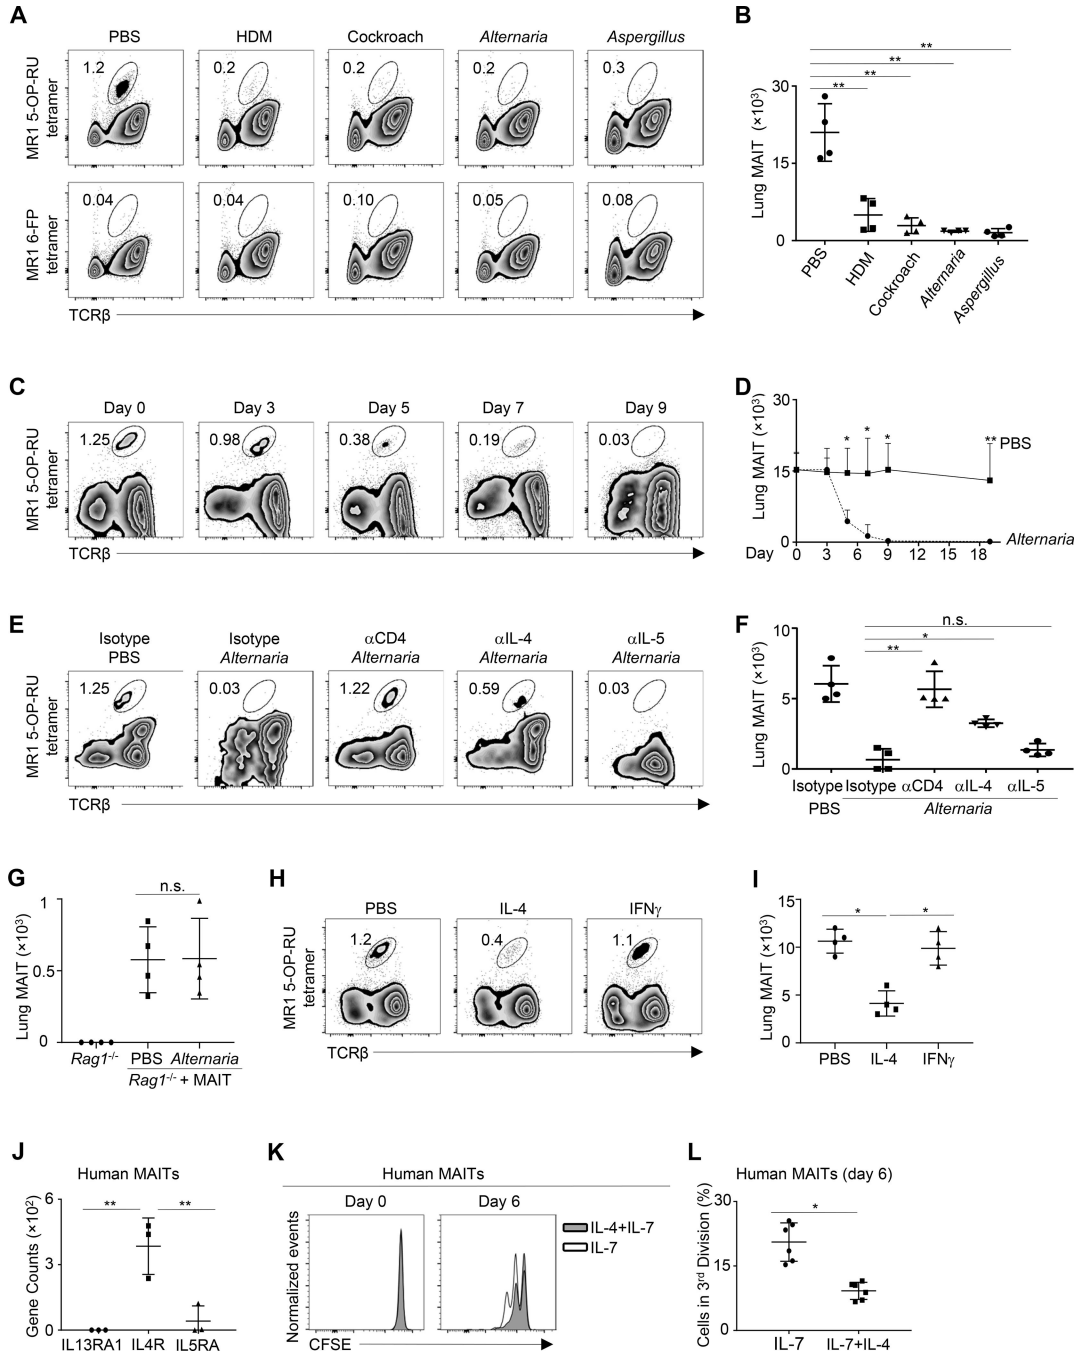 A
PBS HDM Cockroach Alternaria Aspergillus
MR1 5-OP-RU
tetramer
1.2 0.2 0.2 0.2 0.3
MR1 6-FP
tetramer
0.04 0.04 0.10 0.05 0.08
TCRβ
B
** 
**
**
**
Lung MAIT (×10³)
30
15
0
PBS HDM Cockroach Alternaria Aspergillus
C
Day 0 Day 3 Day 5 Day 7 Day 9
MR1 5-OP-RU
tetramer
1.25 0.98 0.38 0.19 0.03
TCRβ
D
Lung MAIT (×10³)
30
15
0
* * * ** PBS
Alternaria
Day 0 3 6 9 12 15 18
E
Isotype Isotype αCD4 αIL-4 αIL-5
PBS Alternaria Alternaria Alternaria Alternaria
MR1 5-OP-RU
tetramer
1.25 0.03 1.22 0.59 0.03
TCRβ
F
n.s.
*
**
Lung MAIT (×10³)
10
5
0
Isotype Isotype αCD4 αIL-4 αIL-5
PBS Alternaria
G
n.s.
Lung MAIT (×10³)
1
0.5
0
Rag1-/- PBS Alternaria
Rag1-/- + MAIT
H
PBS IL-4 IFNγ
MR1 5-OP-RU
tetramer
1.2 0.4 1.1
TCRβ
I
* *
Lung MAIT (×10³)
15
10
5
0
PBS IL-4 IFNγ
J
Human MAITs
** **
Gene Counts (×10²)
6
3
0
IL13RA1 IL4R IL5RA
K
Human MAITs
Day 0 Day 6
Normalized events
IL-4+IL-7
IL-7
CFSE
L
Human MAITs (day 6)
*
Cells in 3rd Division (%)
30
15
0
IL-7 IL-7+IL-4